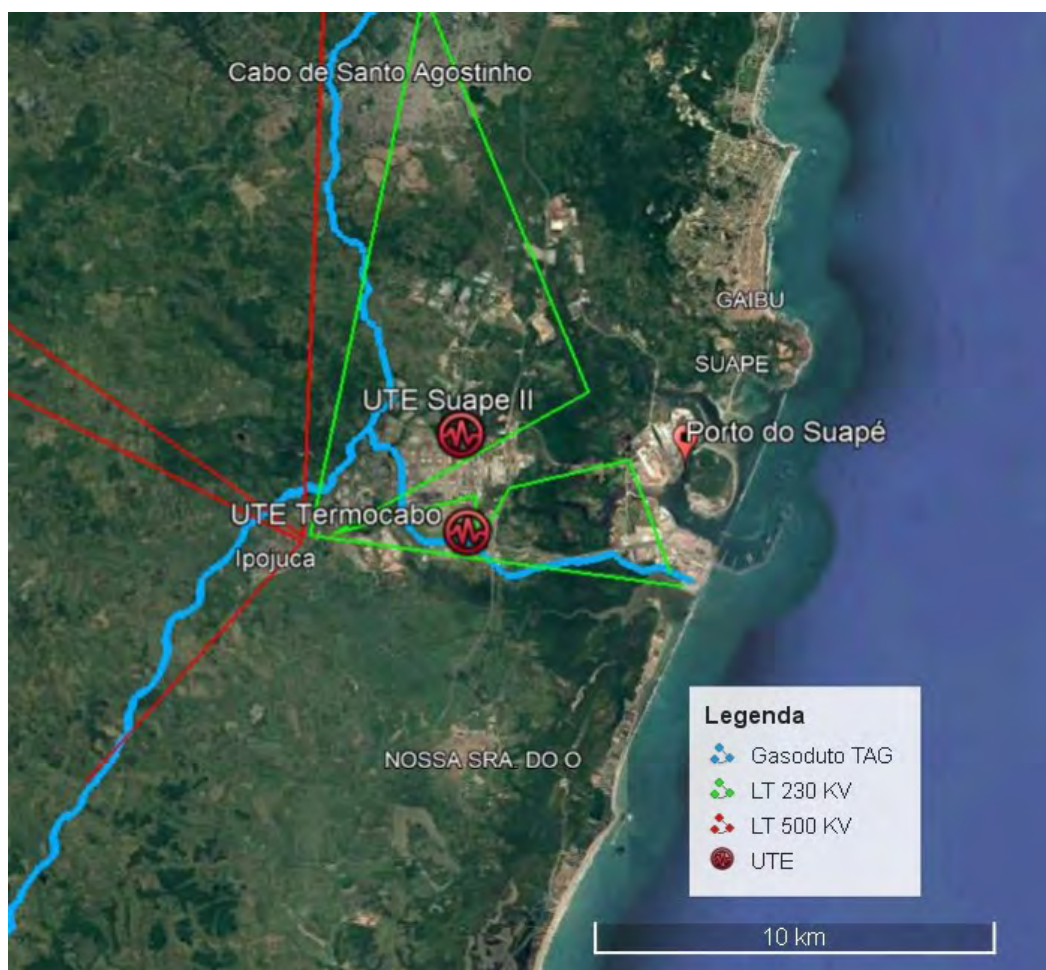 Cabo de Santo Agostinho
GAIBU
SUAPE
UTE Suape II
Porto do Suapé
UTE Termocabo
Ipojuca
NOSSA SRA. DO O
Legenda
Gasoduto TAG
LT 230 KV
LT 500 KV
UTE
10 km